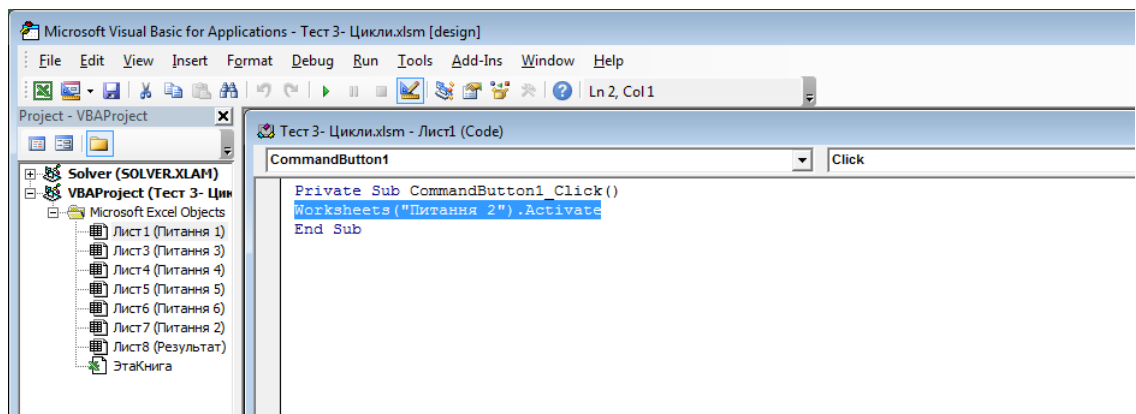 Microsoft Visual Basic for Applications - Тест 3- Цикли.xlsm [design]
File Edit View Insert Format Debug Run Tools Add-Ins Window Help
Ln 2, Col 1
Project - VBAProject
Solver (SOLVER.XLAM)
VBAProject (Тест 3- Цик
Microsoft Excel Objects
Лист1 (Питання 1)
Лист3 (Питання 3)
Лист4 (Питання 4)
Лист5 (Питання 5)
Лист6 (Питання 6)
Лист7 (Питання 2)
Лист8 (Результат)
ЭтаКнига
Тест 3- Цикли.xlsm - Лист1 (Code)
CommandButton1 Click
Private Sub CommandButton1_Click()
Worksheets("Питання 2").Activate
End Sub